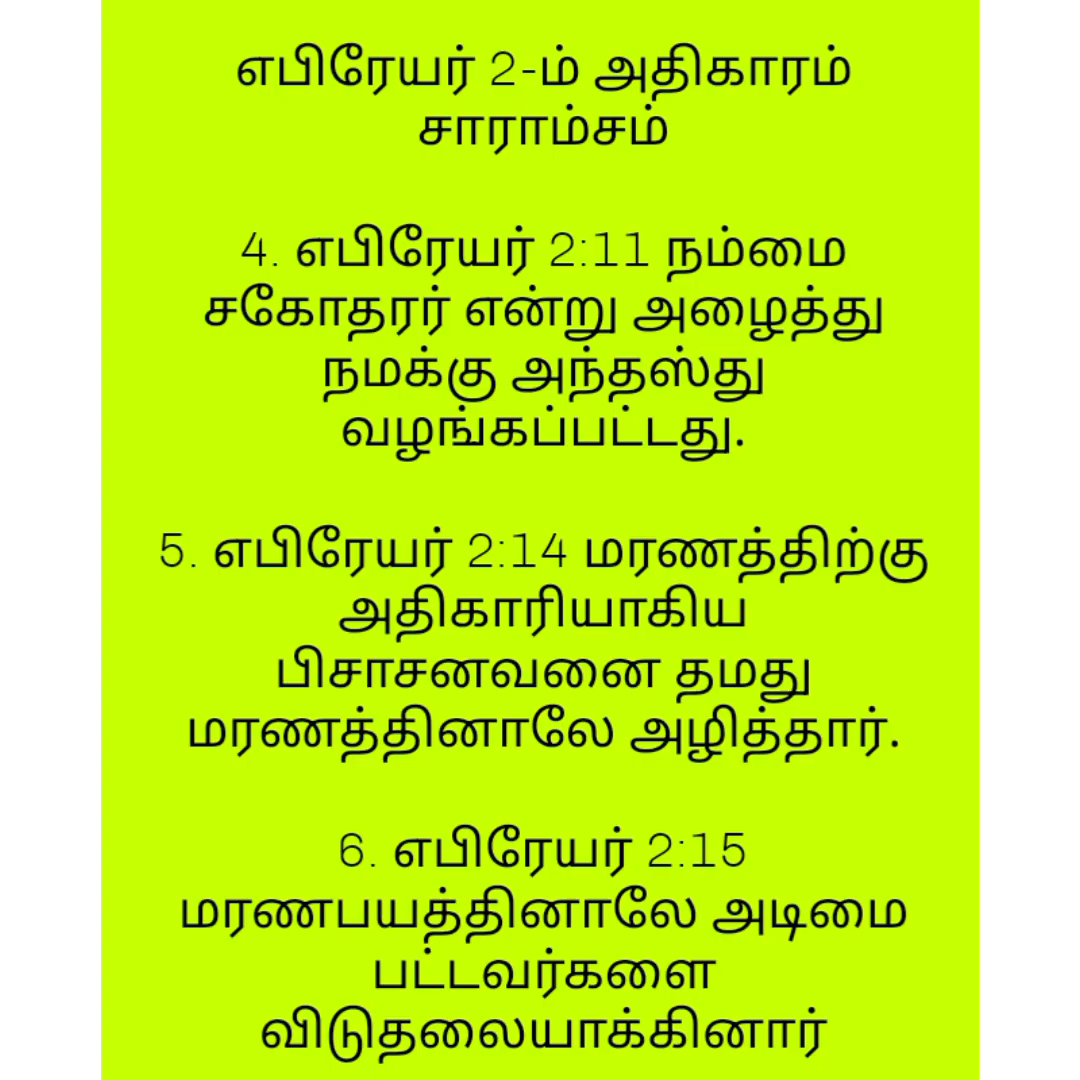 எபிரேயர் 2-ம் அதிகாரம்
சாராம்சம்
4. எபிரேயர் 2:11 நம்மை
சகோதரர் என்று அழைத்து
நமக்கு அந்தஸ்து
வழங்கப்பட்டது.
5. எபிரேயர் 2:14 மரணத்திற்கு
அதிகாரியாகிய
பிசாசனவவனை தமது
மரணத்தினாலே அழித்தார்.
6. எபிரேயர் 2:15
மரணபயத்தினாலே அடிமை
பட்டவர்களை
விடுதலையாக்கினார்